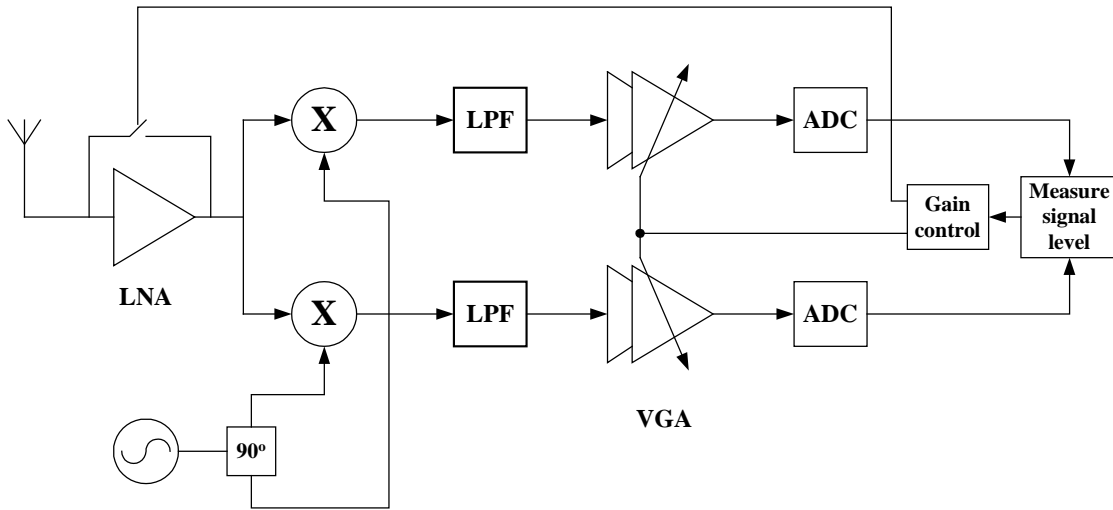 X
LPF
ADC
Gain
control
Measure
signal
level
LNA
X
LPF
ADC
VGA
90º